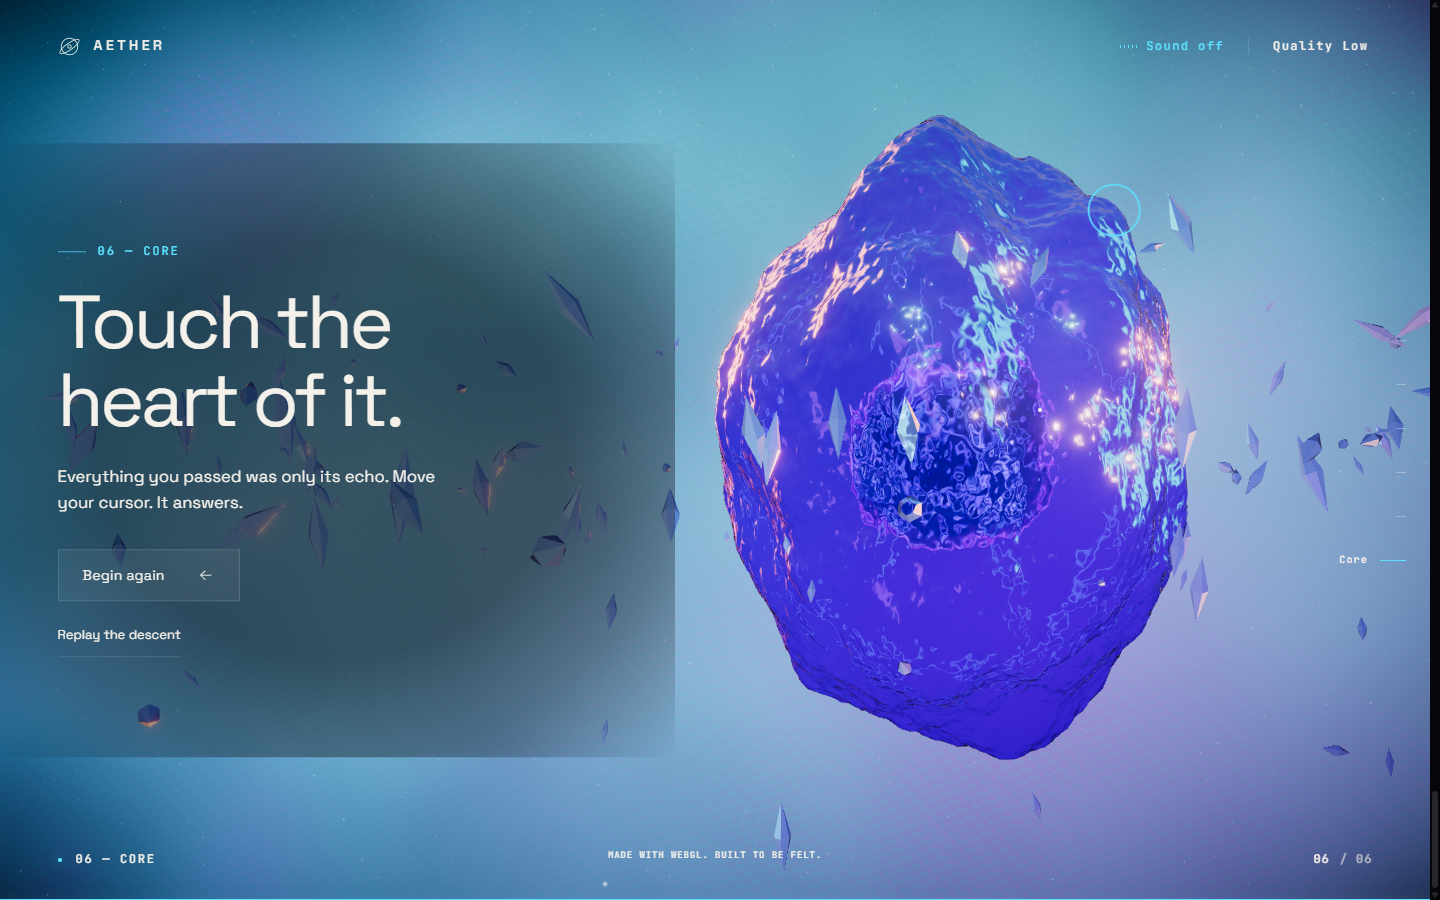 AETHER
Sound off
Quality Low
06 — CORE
Touch the
heart of it.
Everything you passed was only its echo. Move
your cursor. It answers.
Begin again ←
Replay the descent
Core
06 — CORE
MADE WITH WEBGL. BUILT TO BE FELT.
06 / 06